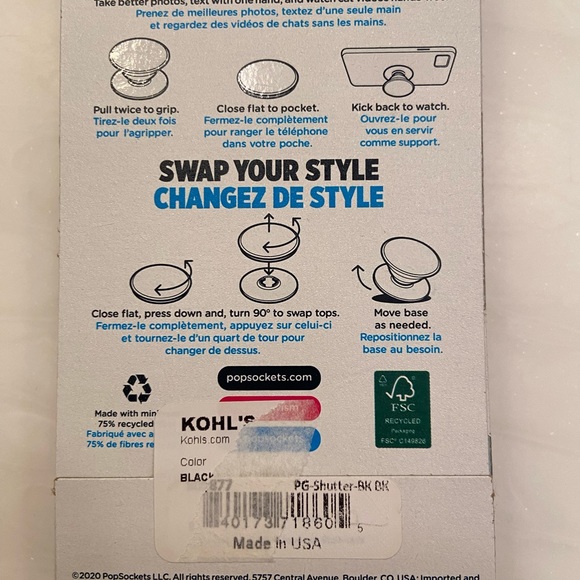 Take better photos, text with one hand, and watch cat videos hands-free.
Prenez de meilleures photos, textez d'une seule main
et regardez des vidéos de chats sans les mains.
Pull twice to grip.
Tirez-le deux fois
pour l'agripper.
Close flat to pocket.
Fermez-le complètement
pour ranger le téléphone
dans votre poche.
Kick back to watch.
Ouvrez-le pour
vous en servir
comme support.
SWAP YOUR STYLE
CHANGEZ DE STYLE
Close flat, press down and, turn 90° to swap tops.
Fermez-le complètement, appuyez sur celui-ci
et tournez-le d'un quart de tour pour
changer de dessus.
Move base
as needed.
Repositionnez la
base au besoin.
popsockets.com
Made with min
75% recycled
Fabriqué avec a
75% de fibres re
FSC
RECYCLED
Packaging
FSC® C149826
KOHL'S
Kohls.com
Color
BLACK
877
PG-Shutter-BK BK
40173 71860 5
Made in USA
©2020 PopSockets LLC. All rights reserved. 5757 Central Avenue, Boulder, CO, USA; Imported and